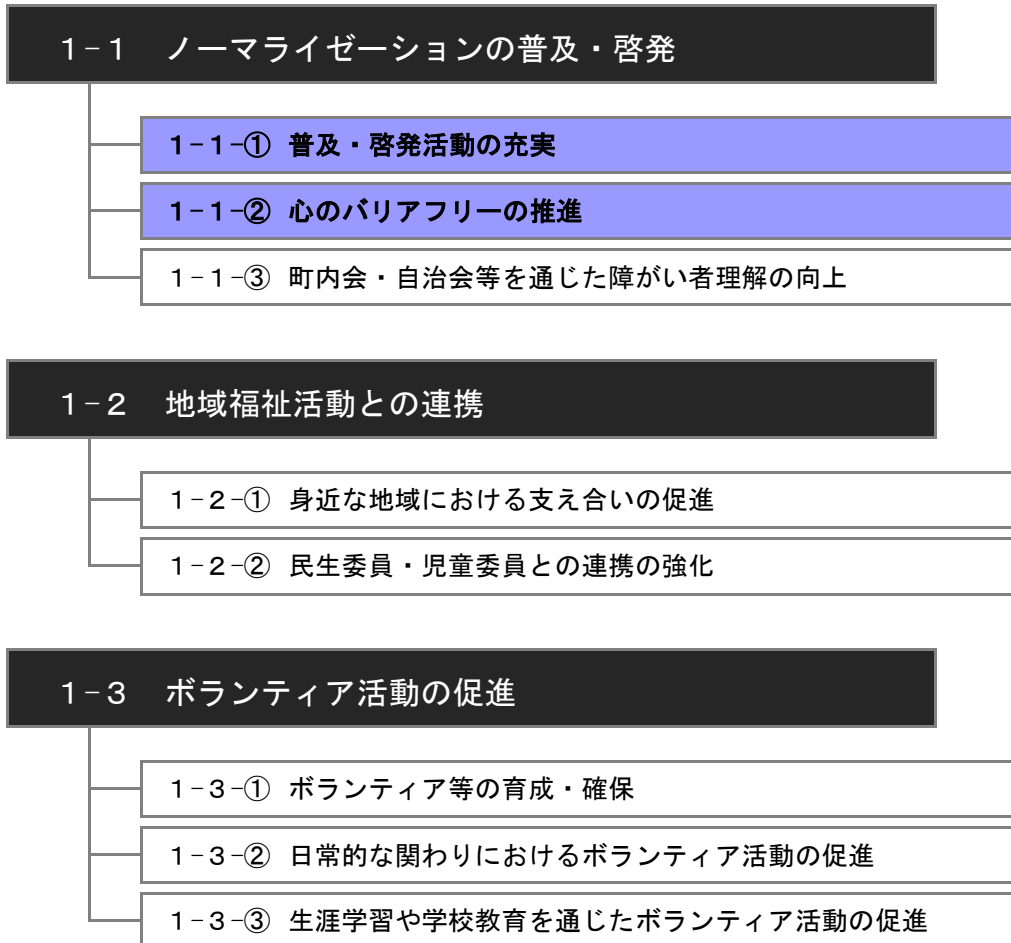 1-1 ノーマライゼーションの普及・啓発
1-1-① 普及・啓発活動の充実
1-1-② 心のバリアフリーの推進
1-1-③ 町内会・自治会等を通じた障がい者理解の向上
1-2 地域福祉活動との連携
1-2-① 身近な地域における支え合いの促進
1-2-② 民生委員・児童委員との連携の強化
1-3 ボランティア活動の促進
1-3-① ボランティア等の育成・確保
1-3-② 日常的な関わりにおけるボランティア活動の促進
1-3-③ 生涯学習や学校教育を通じたボランティア活動の促進